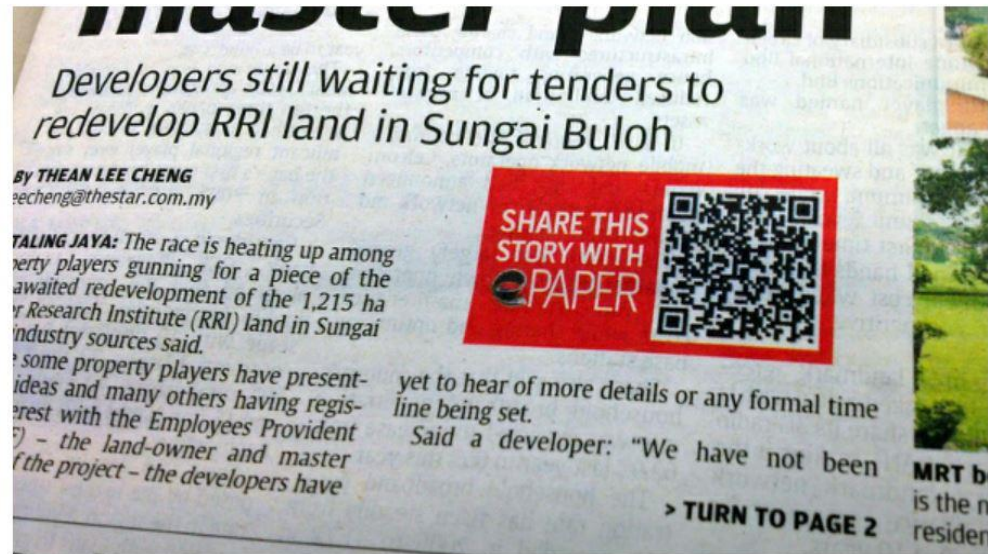 master plan
Developers still waiting for tenders to
redevelop RRI land in Sungai Buloh
By THEAN LEE CHENG
eecheng@thestar.com.my
TALING JAYA: The race is heating up among
perty players gunning for a piece of the
awaited redevelopment of the 1,215 ha
er Research Institute (RRI) land in Sungai
industry sources said.
e some property players have present-
ideas and many others having regis-
erest with the Employees Provident
F) – the land-owner and master
f the project – the developers have
SHARE THIS
STORY WITH
ePAPER
yet to hear of more details or any formal time
line being set.
Said a developer: “We have not been
> TURN TO PAGE 2
MRT b
is the n
residen